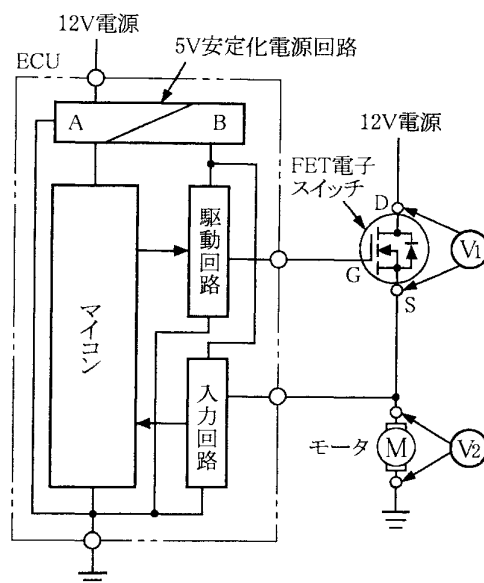 12V電源
5V安定化電源回路
ECU
A
B
12V電源
FET電子
スイッチ
D
V1
G
S
駆動回路
マイコン
入力回路
モータ
M
V2